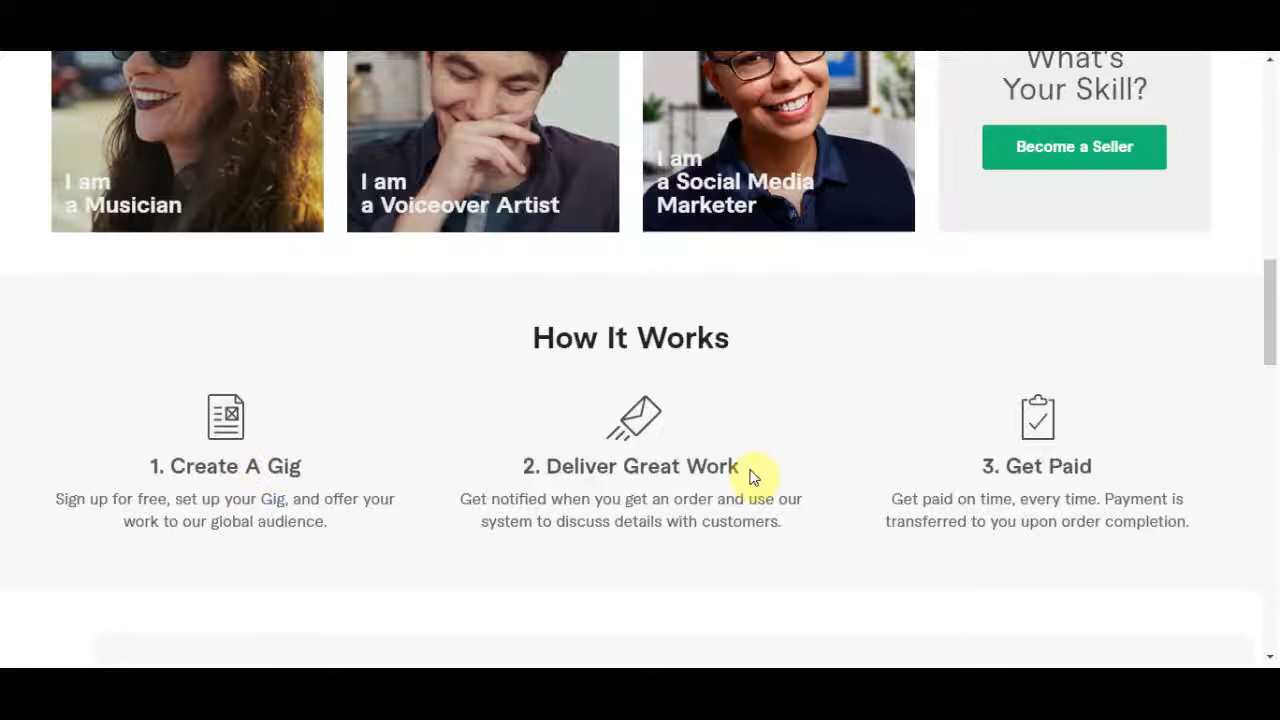 What's
Your Skill?
Become a Seller
I am
a Musician
I am
a Voiceover Artist
I am
a Social Media
Marketer
How It Works
1. Create A Gig
Sign up for free, set up your Gig, and offer your
work to our global audience.
2. Deliver Great Work
Get notified when you get an order and use our
system to discuss details with customers.
3. Get Paid
Get paid on time, every time. Payment is
transferred to you upon order completion.